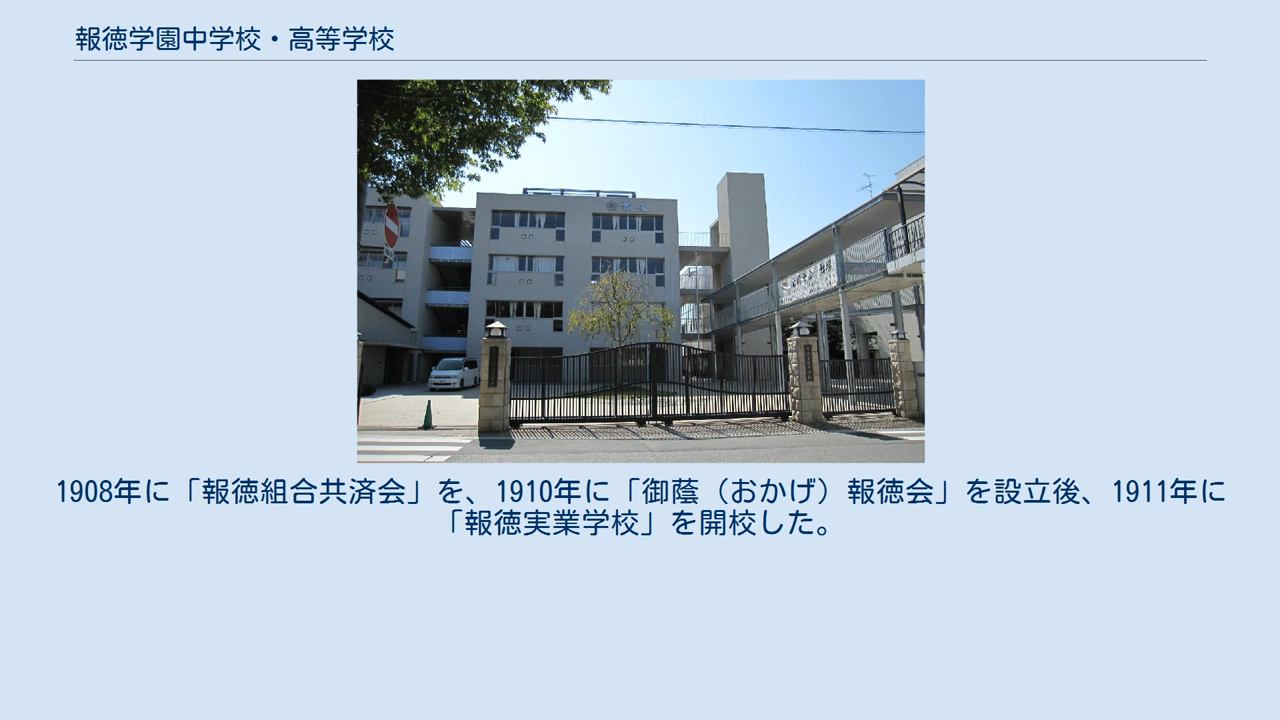 報徳学園中学校・高等学校
1908年に「報徳組合共済会」を、1910年に「御蔭（おかげ）報徳会」を設立後、1911年に
「報徳実業学校」を開校した。